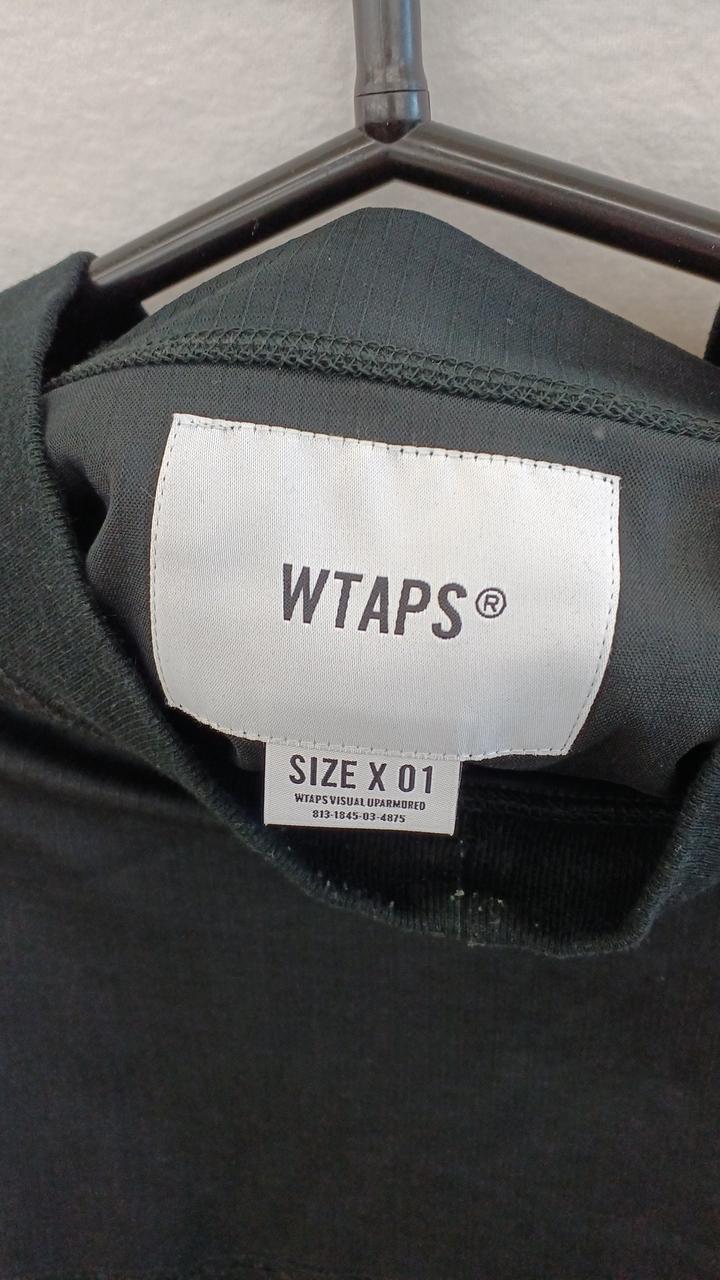 WTAPS®
SIZE X 01
WTAPS VISUAL UPARMORED
813-1845-03-4875